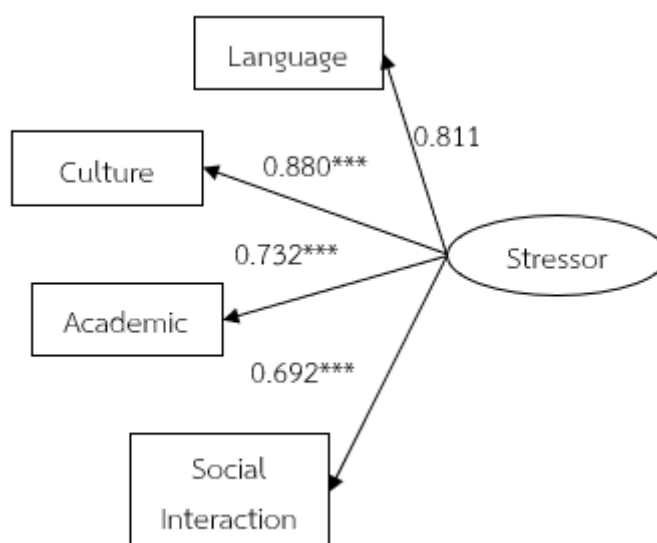 Language
0.811
0.880***
Culture
0.732***
Stressor
Academic
0.692***
Social
Interaction